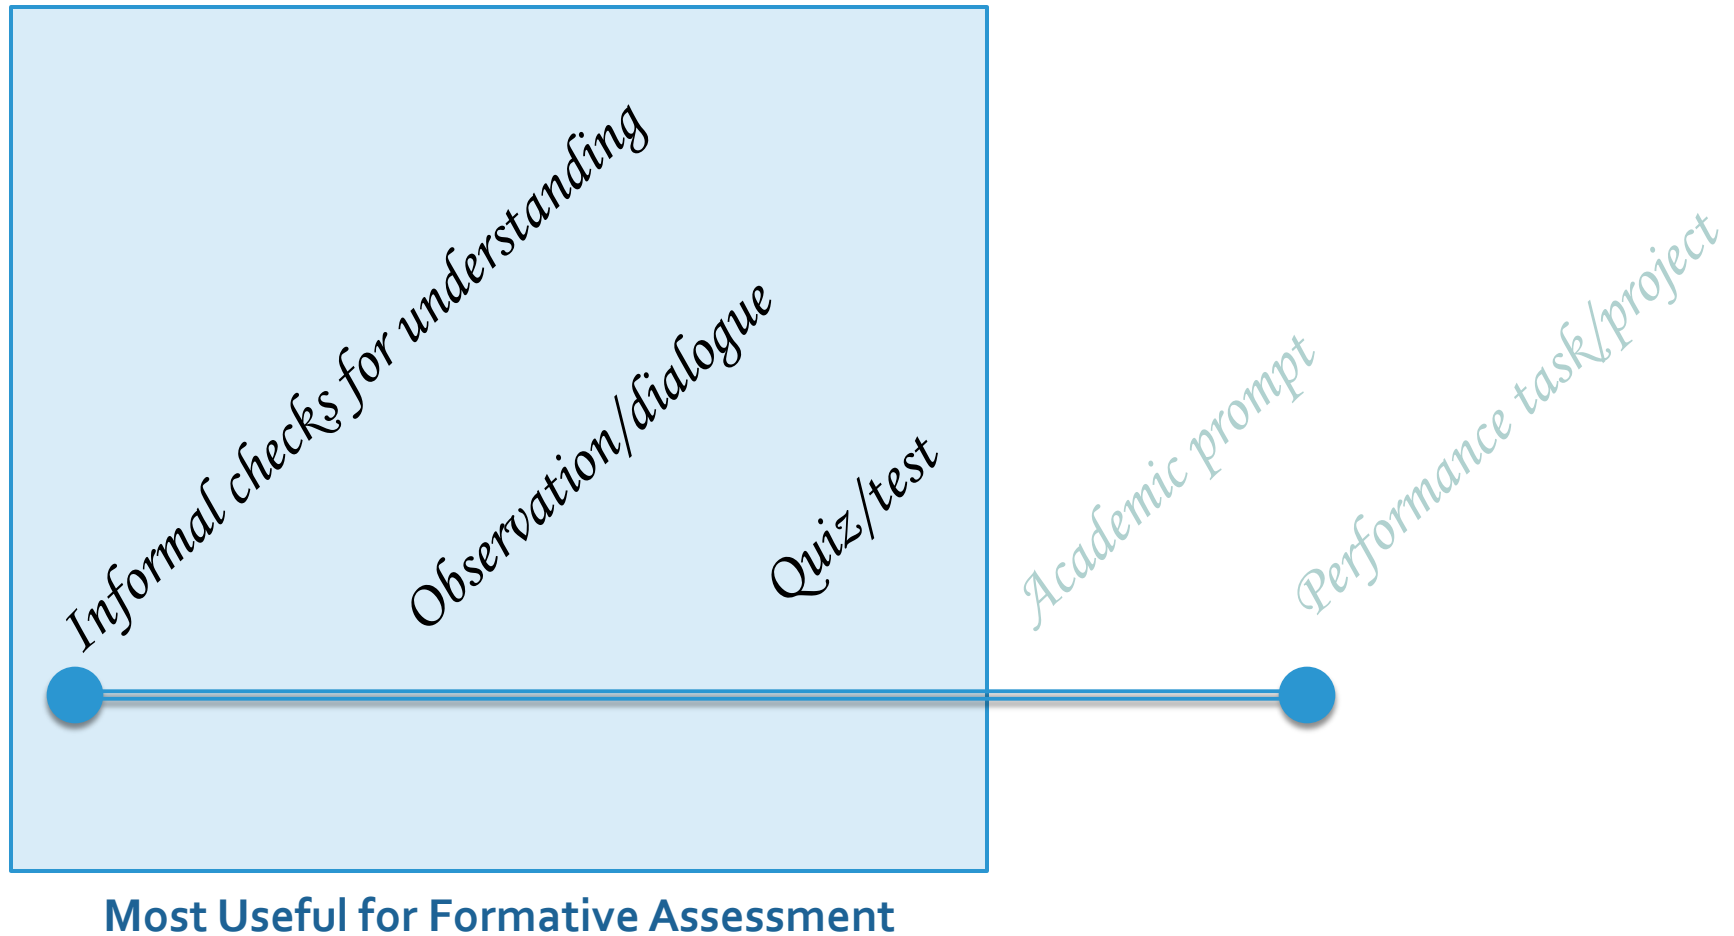 Informal checks for understanding
Observation/dialogue
Quiz/test
Academic prompt
Performance task/project
Most Useful for Formative Assessment